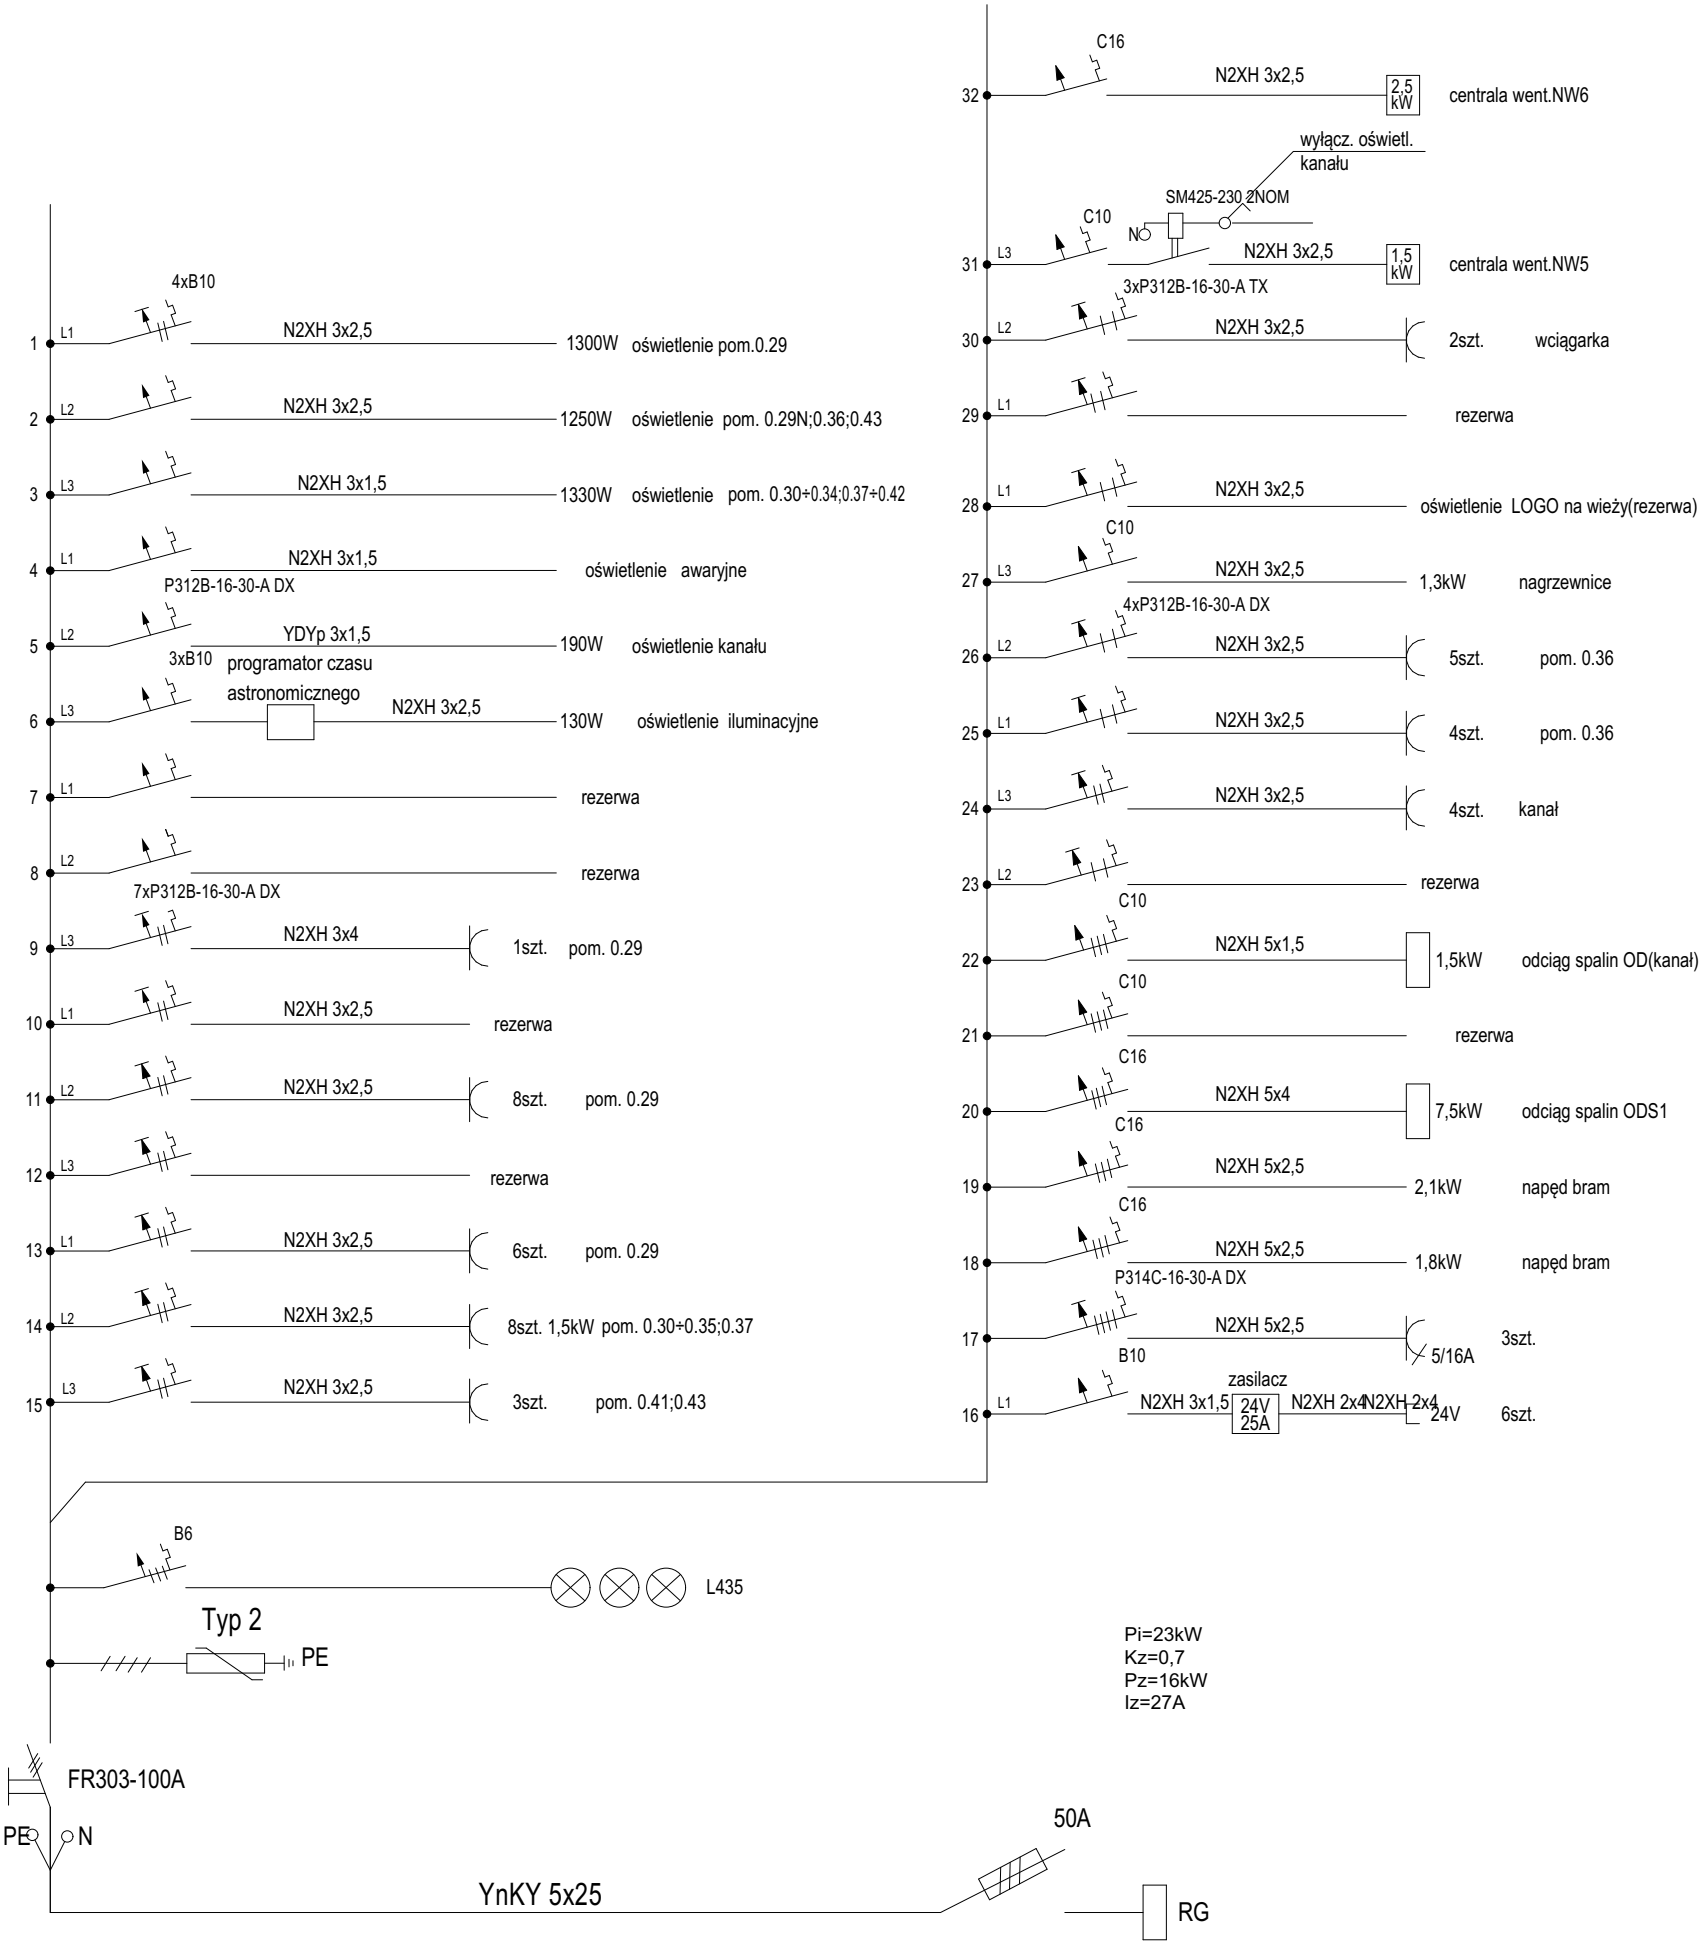 4xB10
1 L1 N2XH 3x2,5 1300W oświetlenie pom.0.29
2 L2 N2XH 3x2,5 1250W oświetlenie pom. 0.29N;0.36;0.43
3 L3 N2XH 3x1,5 1330W oświetlenie pom. 0.30÷0.34;0.37÷0.42
4 L1 N2XH 3x1,5 oświetlenie awaryjne
P312B-16-30-A DX
5 L2 YDYp 3x1,5 190W oświetlenie kanału
3xB10 programator czasu
astronomicznego
6 L3 N2XH 3x2,5 130W oświetlenie iluminacyjne
7 L1 rezerwa
8 L2 rezerwa
7xP312B-16-30-A DX
9 L3 N2XH 3x4 1szt. pom. 0.29
10 L1 N2XH 3x2,5 rezerwa
11 L2 N2XH 3x2,5 8szt. pom. 0.29
12 L3 rezerwa
13 L1 N2XH 3x2,5 6szt. pom. 0.29
14 L2 N2XH 3x2,5 8szt. 1,5kW pom. 0.30÷0.35;0.37
15 L3 N2XH 3x2,5 3szt. pom. 0.41;0.43
C16
32 N2XH 3x2,5 2,5 kW centrala went.NW6
wyłącz. oświetl.
kanału
SM425-230 2NOM
C10
N
31 L3 N2XH 3x2,5 1,5 kW centrala went.NW5
3xP312B-16-30-A TX
30 L2 N2XH 3x2,5 2szt. wciągarka
29 L1 rezerwa
28 L1 N2XH 3x2,5 oświetlenie LOGO na wieży(rezerwa)
C10
27 L3 N2XH 3x2,5 1,3kW nagrzewnice
4xP312B-16-30-A DX
26 L2 N2XH 3x2,5 5szt. pom. 0.36
25 L1 N2XH 3x2,5 4szt. pom. 0.36
24 L3 N2XH 3x2,5 4szt. kanał
23 L2 rezerwa
C10
22 N2XH 5x1,5 1,5kW odciąg spalin OD(kanał)
C10
21 rezerwa
C16
20 N2XH 5x4 7,5kW odciąg spalin ODS1
C16
19 N2XH 5x2,5 2,1kW napęd bram
C16
18 N2XH 5x2,5 1,8kW napęd bram
P314C-16-30-A DX
17 N2XH 5x2,5 3szt.
5/16A
B10
zasilacz
16 L1 N2XH 3x1,5 24V 25A N2XH 2x4 N2XH 2x4 24V 6szt.
B6
L435
Typ 2
PE
Pi=23kW
Kz=0,7
Pz=16kW
Iz=27A
FR303-100A
PE N
50A
YnKY 5x25
RG